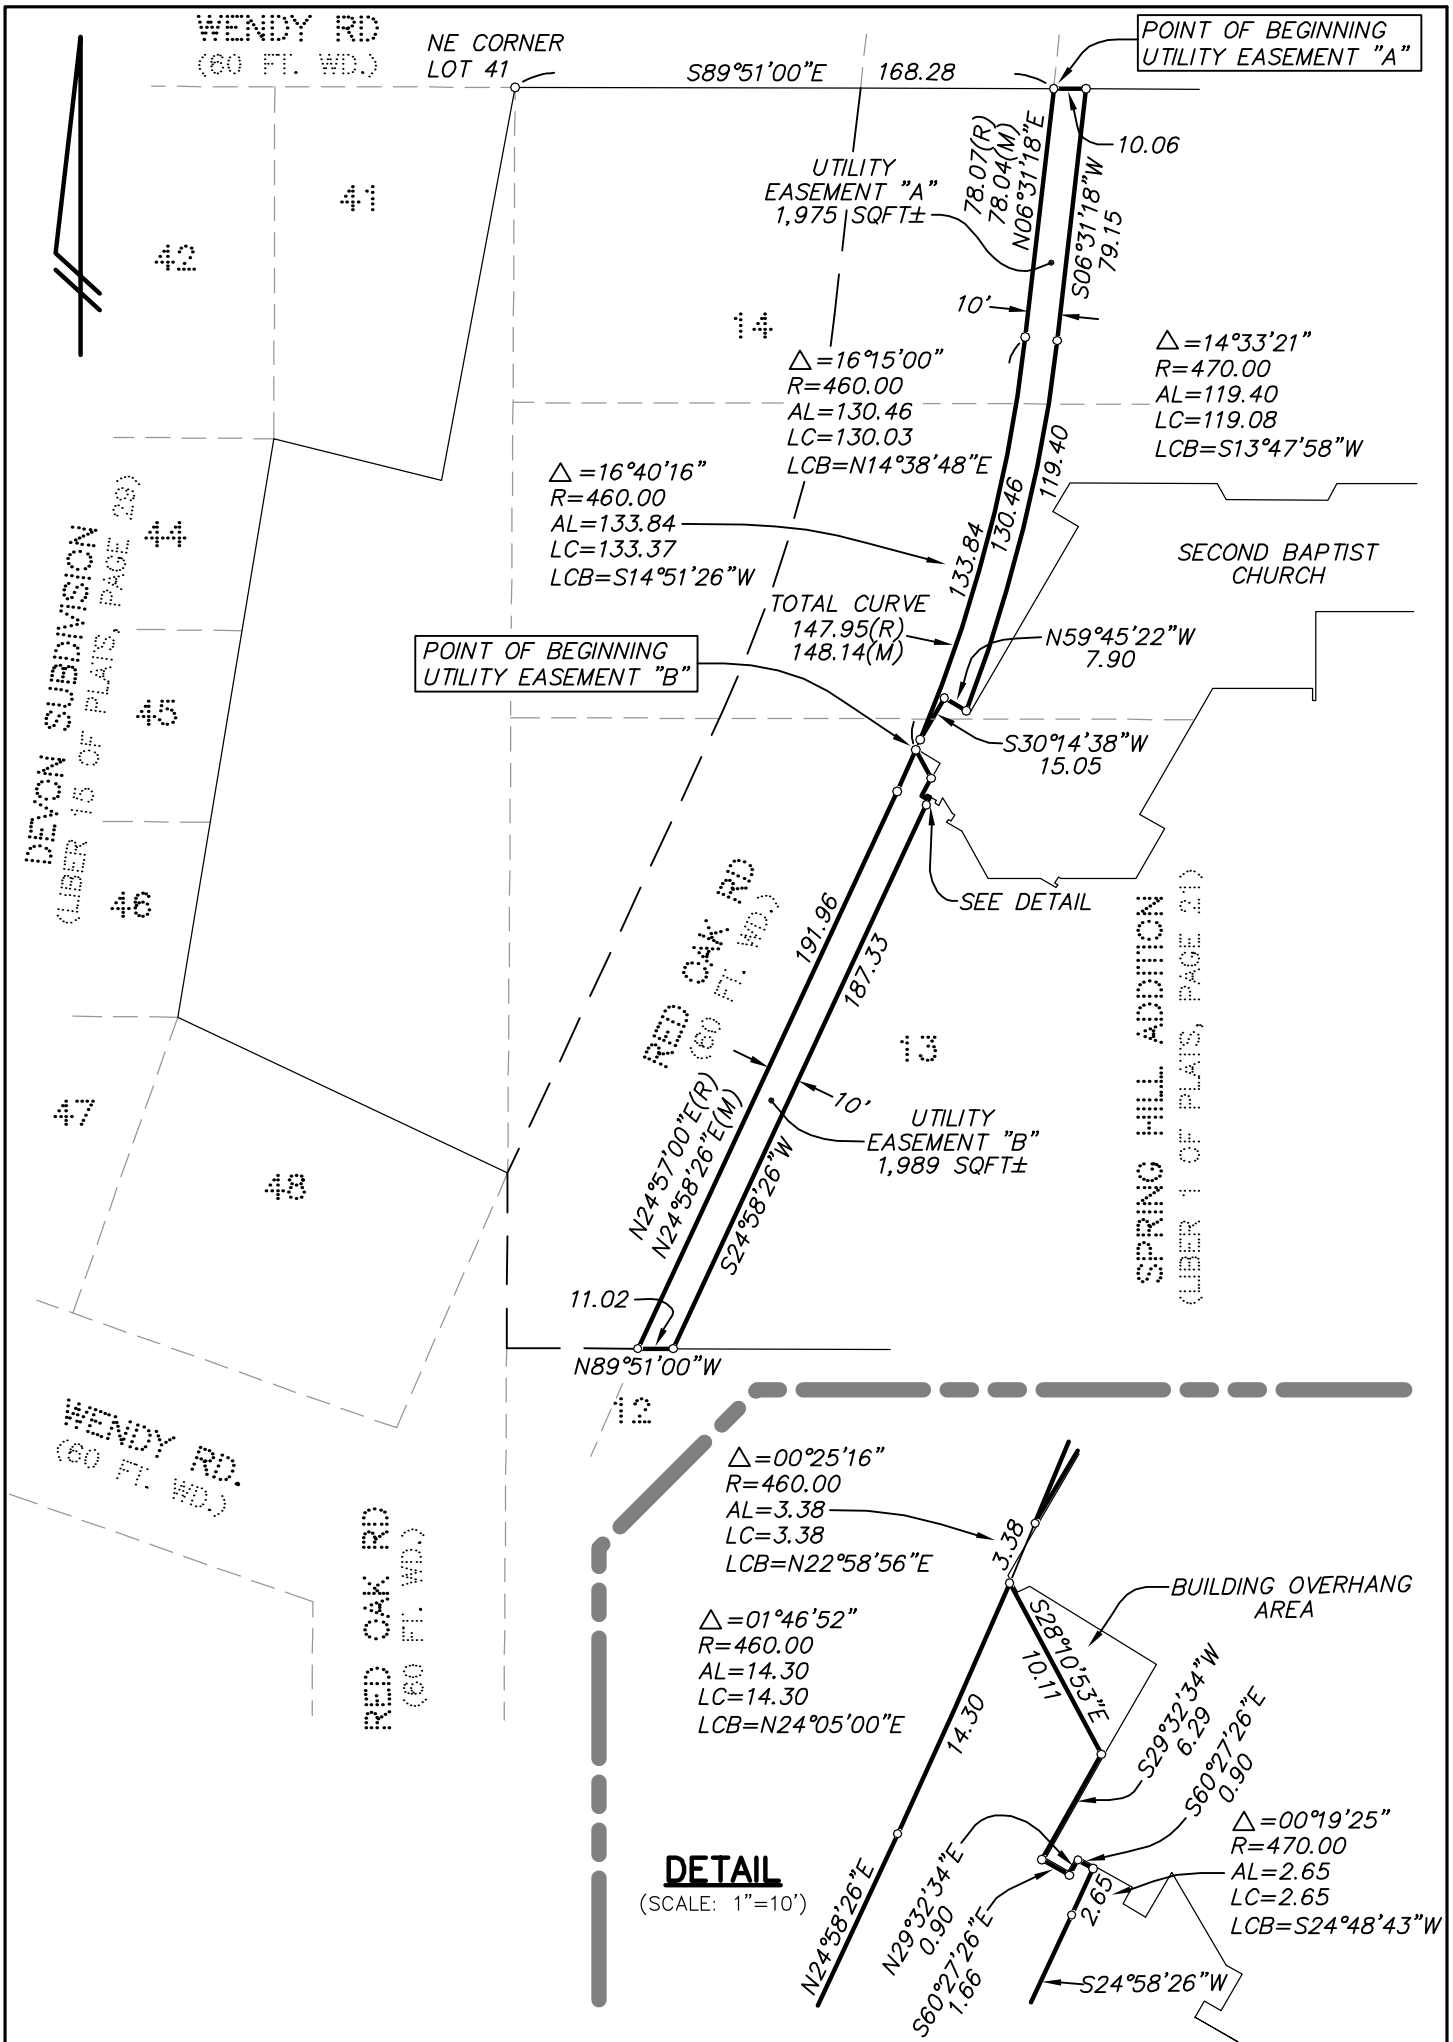 WENDY RD
(60 FT. WD.)
NE CORNER
LOT 41
S89°51'00"E 168.28
POINT OF BEGINNING
UTILITY EASEMENT "A"
10.06
78.07(R)
78.04(M)
N06°31'18"E
S06°31'18"W
79.15
UTILITY
EASEMENT "A"
1,975 SQFT±
41
42
14
10'
△=16°15'00"
R=460.00
AL=130.46
LC=130.03
LCB=N14°38'48"E
△=14°33'21"
R=470.00
AL=119.40
LC=119.08
LCB=S13°47'58"W
△=16°40'16"
R=460.00
AL=133.84
LC=133.37
LCB=S14°51'26"W
133.84
130.46
119.40
SECOND BAPTIST
CHURCH
TOTAL CURVE
147.95(R)
148.14(M)
N59°45'22"W
7.90
POINT OF BEGINNING
UTILITY EASEMENT "B"
S30°14'38"W
15.05
DEVON SUBDIVISION
(LIBER 15 OF PLATS, PAGE 29)
44
45
46
47
48
SEE DETAIL
RED OAK RD
(60 FT. WD.)
191.96
187.33
13
10'
UTILITY
EASEMENT "B"
1,989 SQFT±
N24°57'00"E(R)
N24°58'26"E(M)
S24°58'26"W
SPRING HILL ADDITION
(LIBER 1 OF PLATS, PAGE 21)
11.02
N89°51'00"W
12
WENDY RD.
(60 FT. WD.)
RED OAK RD
(60 FT. WD.)
△=00°25'16"
R=460.00
AL=3.38
LC=3.38
LCB=N22°58'56"E
3.38
BUILDING OVERHANG
AREA
△=01°46'52"
R=460.00
AL=14.30
LC=14.30
LCB=N24°05'00"E
S28°10'53"E
10.11
14.30
S29°32'34"W
6.29
S60°27'26"E
0.90
△=00°19'25"
R=470.00
AL=2.65
LC=2.65
LCB=S24°48'43"W
2.65
DETAIL
(SCALE: 1"=10')
N24°58'26"E
N29°32'34"E
0.90
S60°27'26"E
1.66
S24°58'26"W